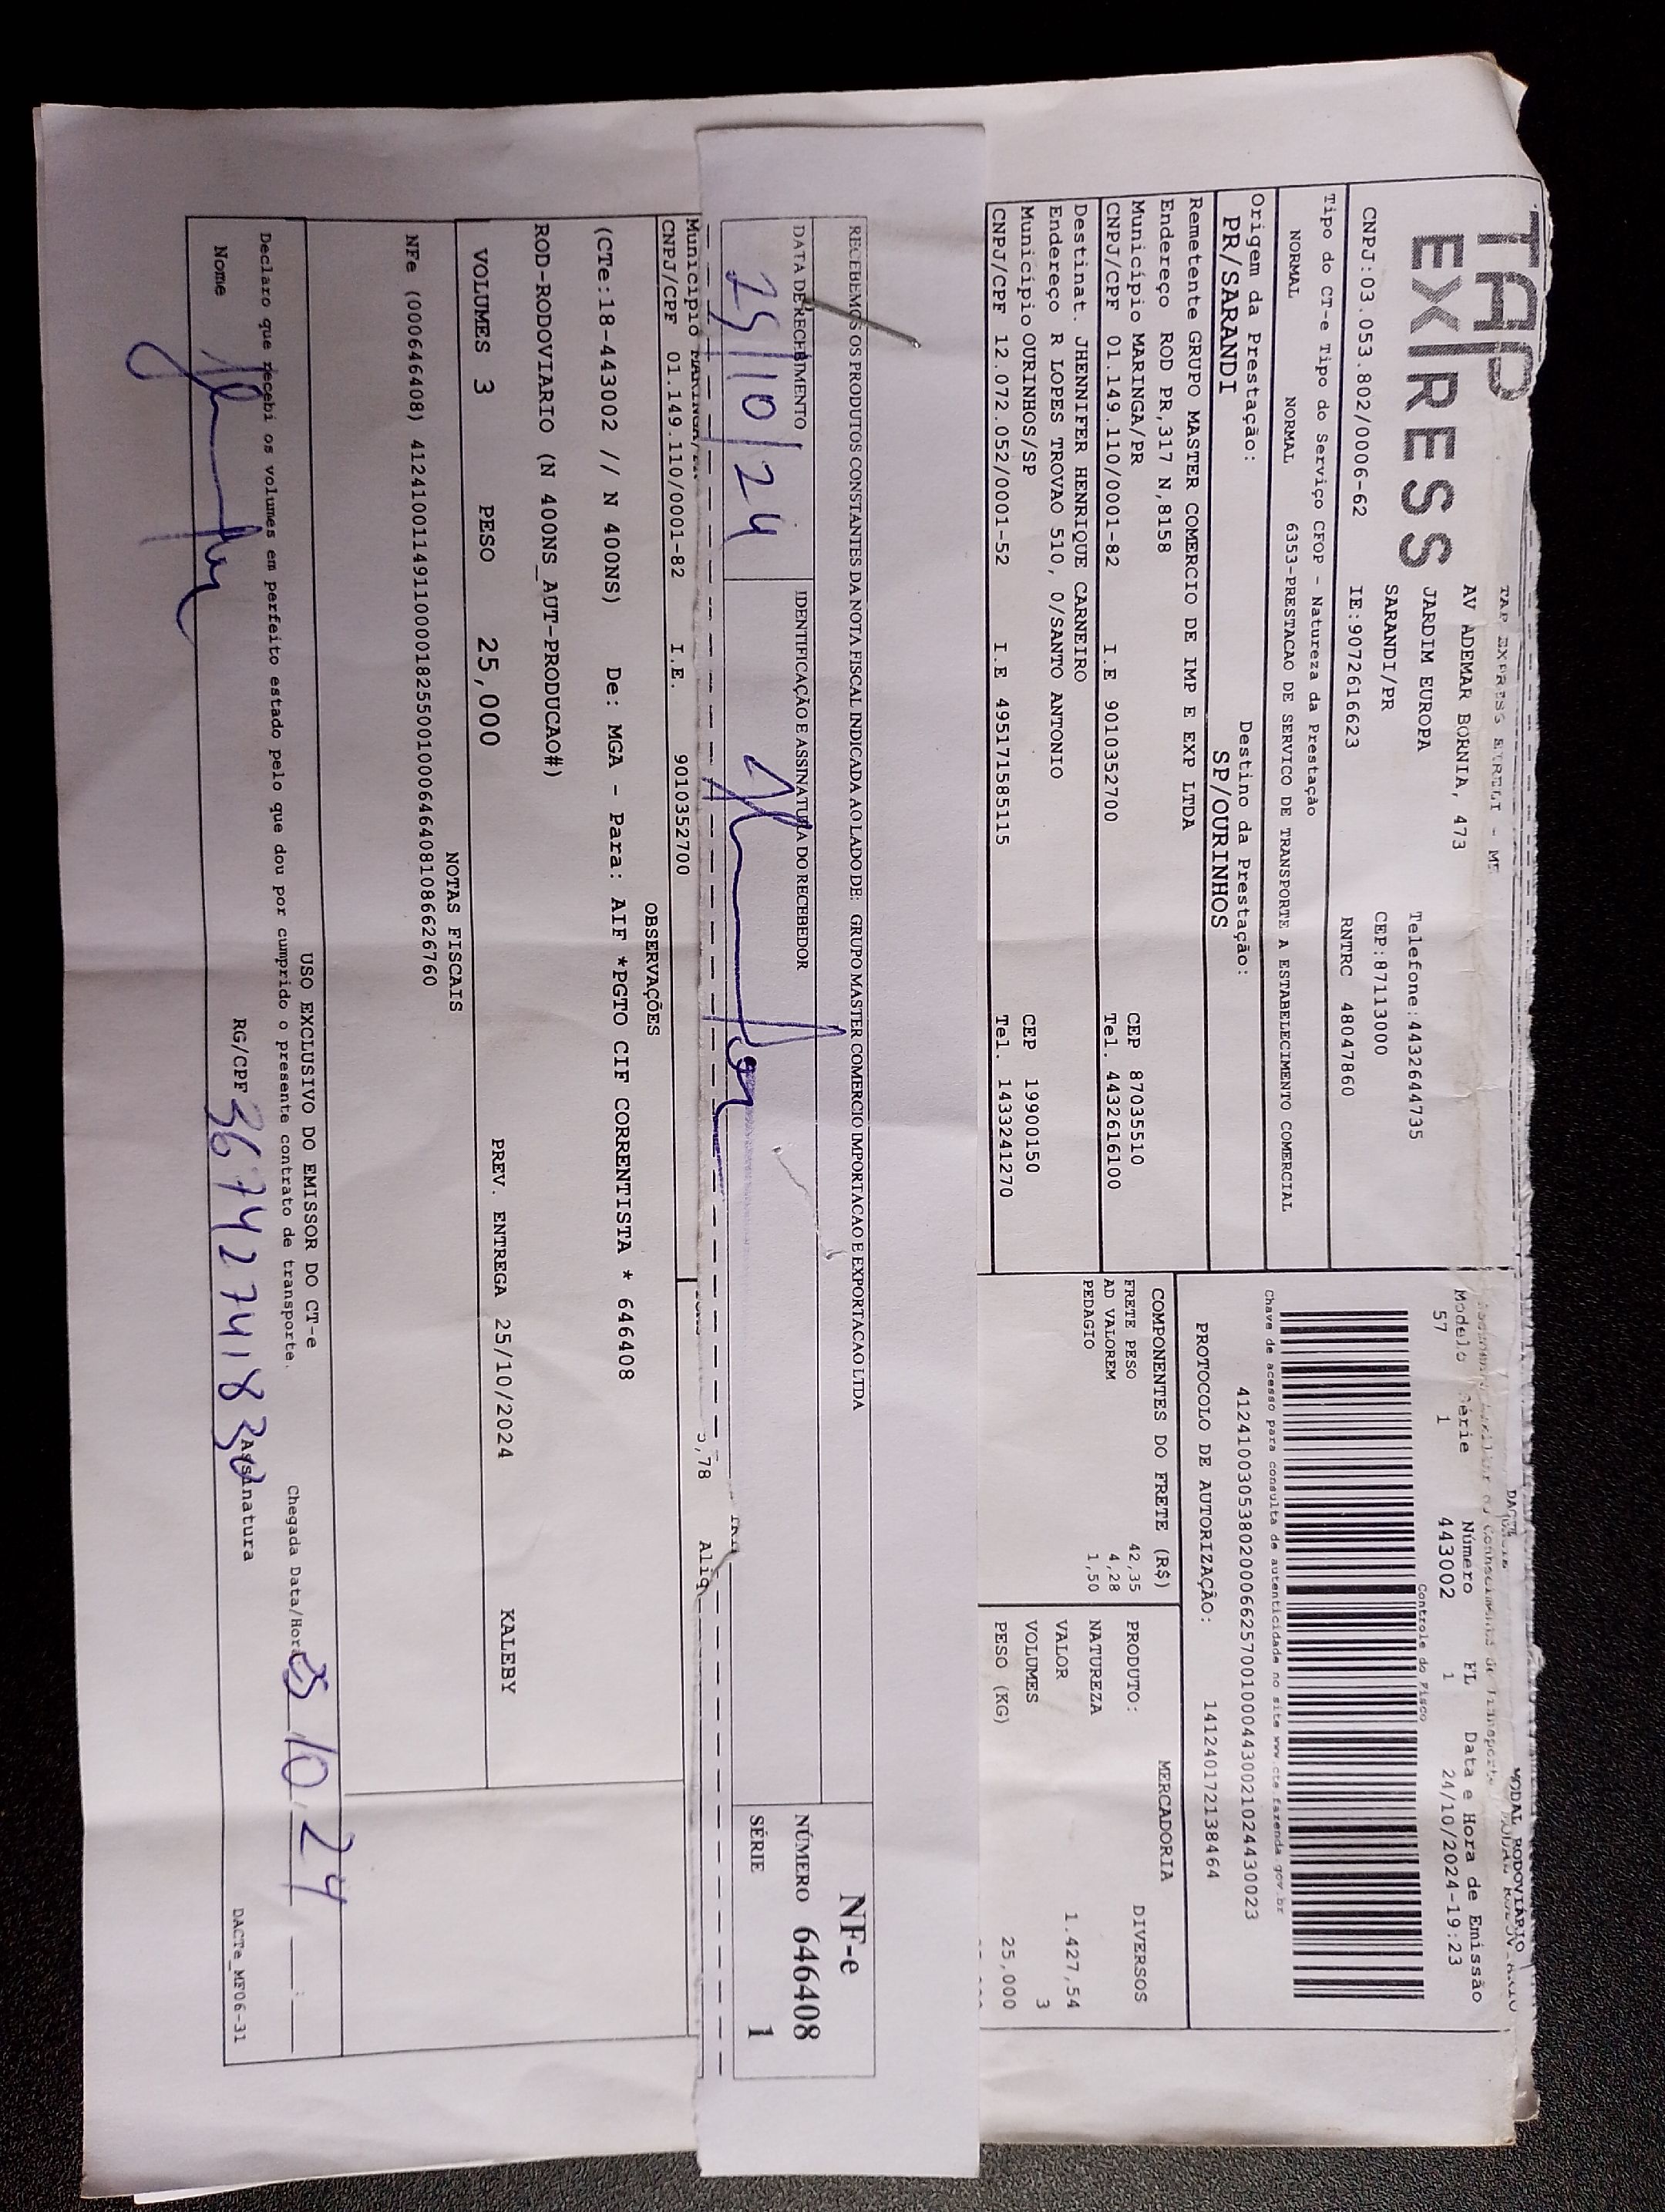 TAP
EXPRESS
TAP EXPRESS EIRELI - ME
AV ADEMAR BORNIA, 473
JARDIM EUROPA
SARANDI/PR
Telefone:4432644735
CEP:87113000
CNPJ:03.053.802/0006-62 IE:9072616623 RNTRC 48047860
DACTE
MODAL RODOVIÁRIO
Modelo Série Número FL Data e Hora de Emissão
57 1 443002 1 24/10/2024-19:23
Controle do Fisco
Chave de acesso para consulta de autenticidade no site www.cte.fazenda.gov.br
41241003053802000662570010004430021024430023
PROTOCOLO DE AUTORIZAÇÃO: 141240172138464
Tipo do CT-e Tipo do Serviço CFOP - Natureza da Prestação
NORMAL NORMAL 6353-PRESTACAO DE SERVICO DE TRANSPORTE A ESTABELECIMENTO COMERCIAL
Origem da Prestação: Destino da Prestação:
PR/SARANDI SP/OURINHOS
Remetente GRUPO MASTER COMERCIO DE IMP E EXP LTDA
Endereço ROD PR,317 N,8158
Município MARINGA/PR CEP 87035510
CNPJ/CPF 01.149.110/0001-82 I.E 9010352700 Tel. 4432616100
Destinat. JHENNIFER HENRIQUE CARNEIRO
Endereço R LOPES TROVAO 510, 0/SANTO ANTONIO
Município OURINHOS/SP CEP 19900150
CNPJ/CPF 12.072.052/0001-52 I.E 495171585115 Tel. 1433241270
COMPONENTES DO FRETE (R$)
FRETE PESO 42,35
AD VALOREM 4,28
PEDAGIO 1,50
MERCADORIA
PRODUTO: DIVERSOS
NATUREZA
VALOR 1.427,54
VOLUMES 3
PESO (KG) 25,000
RECEBEMOS OS PRODUTOS CONSTANTES DA NOTA FISCAL INDICADA AO LADO DE: GRUPO MASTER COMERCIO IMPORTACAO E EXPORTACAO LTDA
DATA DE RECEBIMENTO IDENTIFICAÇÃO E ASSINATURA DO RECEBEDOR
25/10/24
NF-e
NÚMERO 646408
SÉRIE 1
Município MARINGA/
,78 Aliq
CNPJ/CPF 01.149.110/0001-82 I.E. 9010352700
OBSERVAÇÕES
(CTe:18-443002 // N 400NS) De: MGA - Para: AIF *PGTO CIF CORRENTISTA * 646408
ROD-RODOVIARIO (N 400NS_AUT-PRODUCAO#)
VOLUMES 3 PESO 25,000 PREV. ENTREGA 25/10/2024 KALEBY
NOTAS FISCAIS
NFe (000646408) 41241001149110000182550010006464081086626760
USO EXCLUSIVO DO EMISSOR DO CT-e
Declaro que recebi os volumes em perfeito estado pelo que dou por cumprido o presente contrato de transporte. Chegada Data/Hora 25 10 24 __:__
Nome RG/CPF Assinatura DACTe_MF06-31